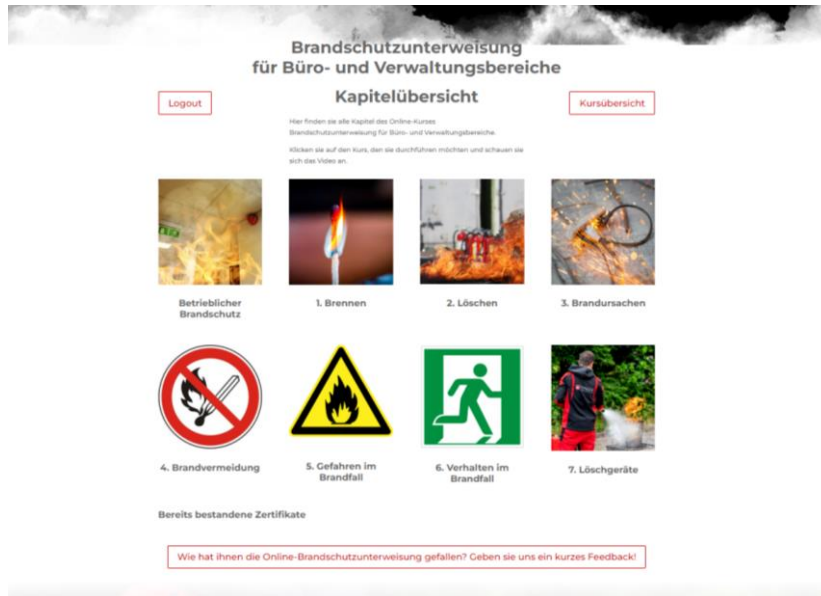 Brandschutzunterweisung
für Büro- und Verwaltungsbereiche
Logout
Kapitelübersicht
Kursübersicht
Hier finden sie alle Kapitel des Online-Kurses
Brandschutzunterweisung für Büro- und Verwaltungsbereiche.
Klicken sie auf den Kurs, den sie durchführen möchten und schauen sie
sich das Video an.
Betrieblicher
Brandschutz
1. Brennen
2. Löschen
3. Brandursachen
4. Brandvermeidung
5. Gefahren im
Brandfall
6. Verhalten im
Brandfall
7. Löschgeräte
Bereits bestandene Zertifikate
Wie hat ihnen die Online-Brandschutzunterweisung gefallen? Geben sie uns ein kurzes Feedback!